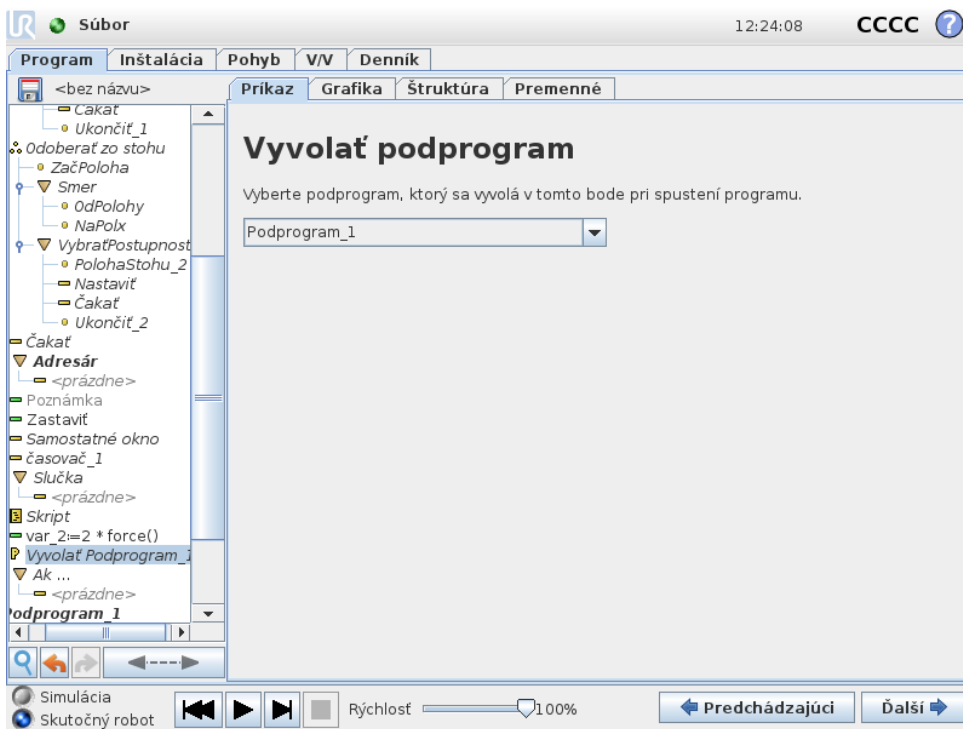 UR Súbor 12:24:08 CCCC ?
Program Inštalácia Pohyb V/V Denník
<bez názvu> Príkaz Grafika Štruktúra Premenné
Čakať
Ukončiť_1
Odoberať zo stohu
ZačPoloha
Smer
OdPolohy
NaPolx
VybraťPostupnosť
PolohaStohu_2
Nastaviť
Čakať
Ukončiť_2
Čakať
Adresár
<prázdne>
Poznámka
Zastaviť
Samostatné okno
časovač_1
Slučka
<prázdne>
Skript
var_2:=2 * force()
Vyvolať Podprogram_1
Ak ...
<prázdne>
Podprogram_1
Vyvolať podprogram
Vyberte podprogram, ktorý sa vyvolá v tomto bode pri spustení programu.
Podprogram_1
Simulácia
Skutočný robot
Rýchlosť 100%
Predchádzajúci Ďalší